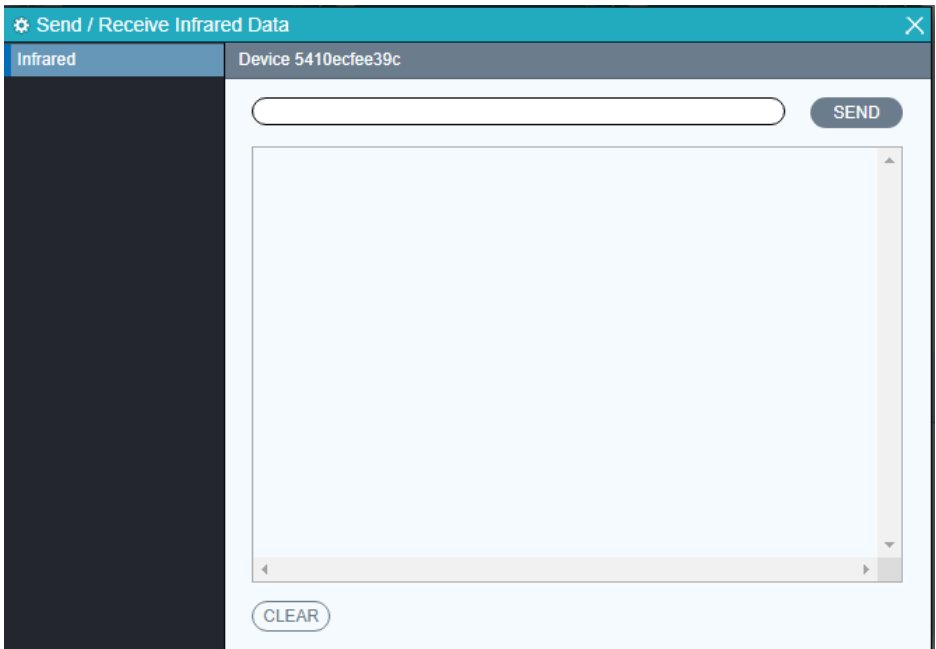 Send / Receive Infrared Data
Infrared
Device 5410ecfee39c
SEND
CLEAR